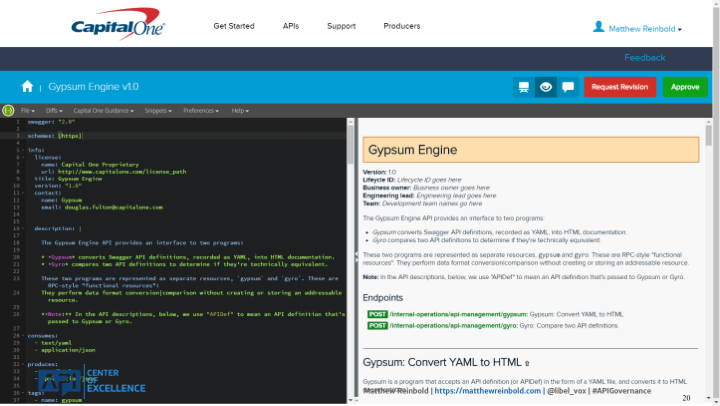 CapitalOne
Get Started
APIs
Support
Producers
Matthew Reinbold
Feedback
Gypsum Engine v1.0
Request Revision
Approve
File
Diffs
Capital One Guidance
Snippets
Preferences
Help
1 swagger: "2.0"
2
3 schemes: [https]
4
5 info:
6 license:
7 name: Capital One Proprietary
8 url: http://www.capitalone.com/license_path
9 title: Gypsum Engine
10 version: "1.0"
11 contact:
12 name: Gypsum
13 email: douglas.fulton@capitalone.com
14
15
16 description: |
17
18 The Gypsum Engine API provides an interface to two programs:
19
20 * *Gypsum* converts Swagger API definitions, recorded as YAML, into HTML documentation.
21 * *Gyro* compares two API definitions to determine if they're technically equivalent.
22
23 These two programs are represented as separate resources, `gypsum` and `gyro`. These are
RPC-style "functional resources":
24 They perform data format conversion|comparison without creating or storing an addressable
resource.
25
26 **Note:** In the API descriptions, below, we use "APIDef" to mean an API definition that's
passed to Gypsum or Gyro.
27
28 consumes:
29 - text/yaml
30 - application/json
31
32 produces:
API CENTER
OF
EXCELLENCE
36 tags:
37 - name: gypsum
Gypsum Engine
Version: 1.0
Lifeycle ID: Lifecycle ID goes here
Business owner: Business owner goes here
Engineering lead: Engineering lead goes here
Team: Development team names go here
The Gypsum Engine API provides an interface to two programs:
• Gypsum converts Swagger API definitions, recorded as YAML, into HTML documentation.
• Gyro compares two API definitions to determine if they're technically equivalent.
These two programs are represented as separate resources, gypsum and gyro. These are RPC-style "functional
resources": They perform data format conversion|comparison without creating or storing an addressable resource.
Note: In the API descriptions, below, we use "APIDef" to mean an API definition that's passed to Gypsum or Gyro.
Endpoints
POST /internal-operations/api-management/gypsum: Gypsum: Convert YAML to HTML
POST /internal-operations/api-management/gyro: Gyro: Compare two API definitions
Gypsum: Convert YAML to HTML
Gypsum is a program that accepts an API definition (or APIDef) in the form of a YAML file, and converts it to HTML
Matthew Reinbold | https://matthewreinbold.com | @libel_vox | #APIGovernance
20